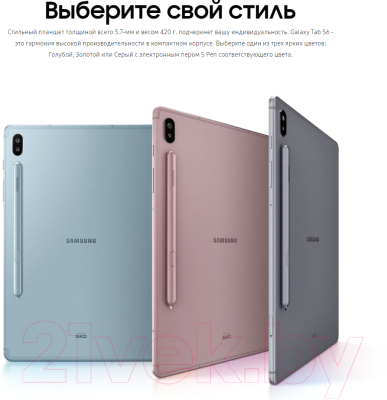 Выберите свой стиль
Стильный планшет толщиной всего 5.7-мм и весом 420 г. подчеркнет вашу индивидуальность. Galaxy Tab S6 -
это гармония высокой производительности в компактном корпусе. Выберите один из трех ярких цветов:
Голубой, Золотой или Серый с электронным пером S Pen соответствующего цвета.
SAMSUNG
SAMSUNG
SAMSUNG
AKG
AKG
21vek.by